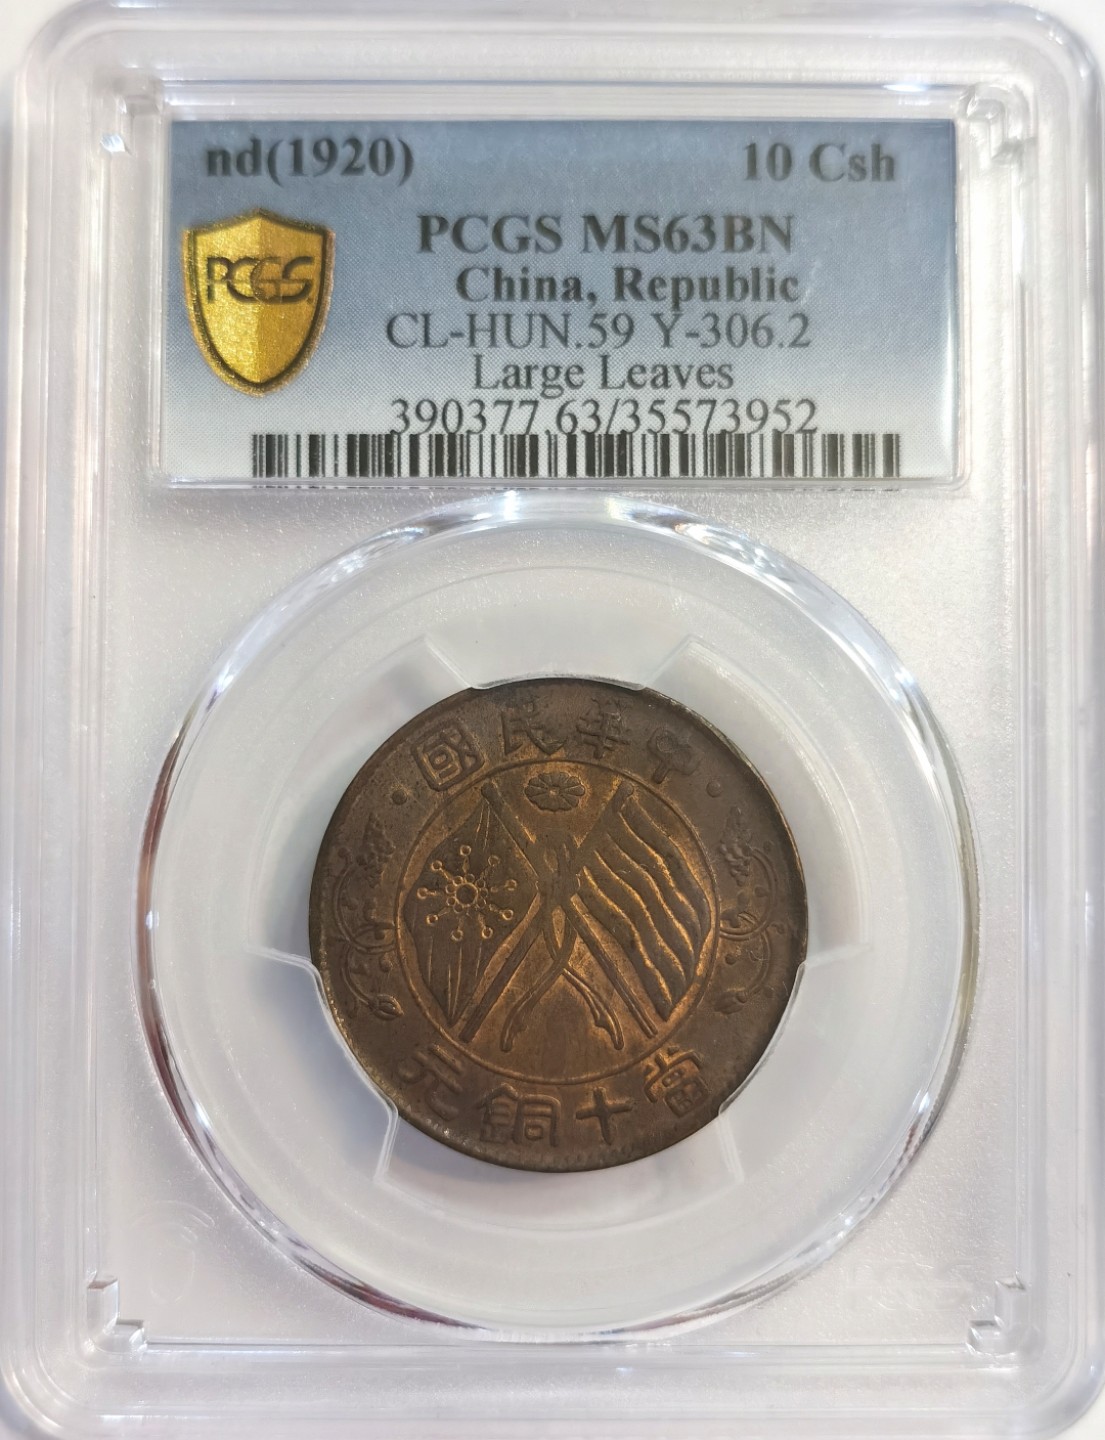 nd(1920) 10 Csh
PCGS MS63BN
PCGS
China, Republic
CL-HUN.59 Y-306.2
Large Leaves
390377.63/35573952
國民華中
元銅十當